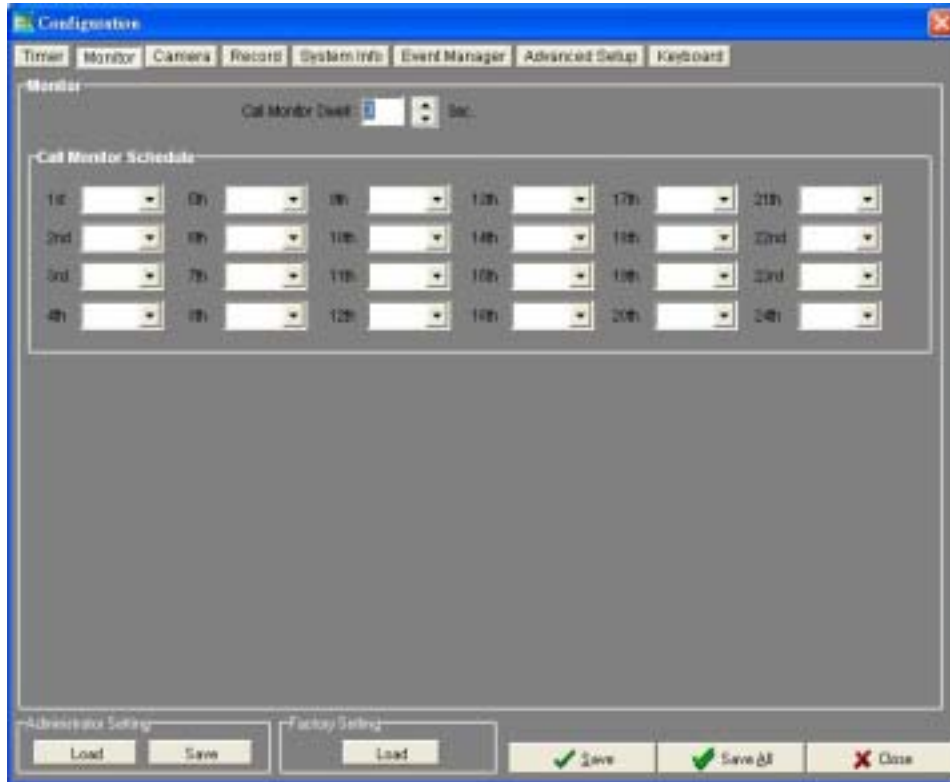 Configuration
Timer Monitor Camera Record System Info Event Manager Advanced Setup Keyboard
Monitor
Call Monitor Dwell Sec.
Call Monitor Schedule
1st 5th 9th 13th 17th 21th
2nd 6th 10th 14th 18th 22nd
3rd 7th 11th 15th 19th 23rd
4th 8th 12th 16th 20th 24th
Administrator Setting Factory Setting
Load Save Load Save Save All Close